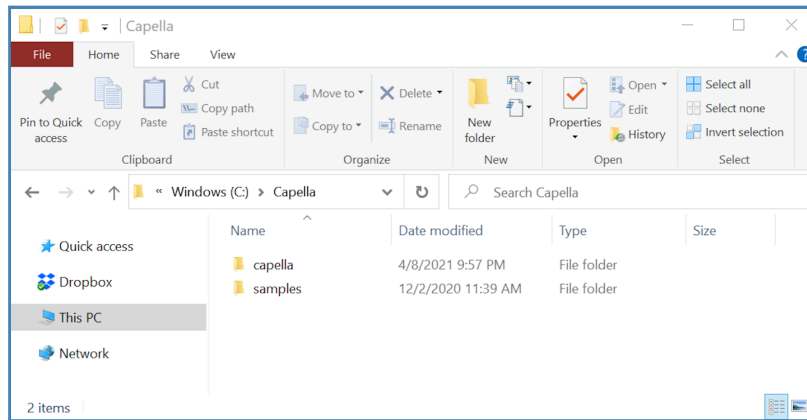 Capella
File Home Share View
Pin to Quick access
Copy
Paste
Cut
Copy path
Paste shortcut
Clipboard
Move to
Copy to
Delete
Rename
Organize
New folder
New
Properties
Open
Edit
History
Open
Select all
Select none
Invert selection
Select
« Windows (C:) > Capella
Search Capella
Quick access
Dropbox
This PC
Network
Name Date modified Type Size
capella 4/8/2021 9:57 PM File folder
samples 12/2/2020 11:39 AM File folder
2 items